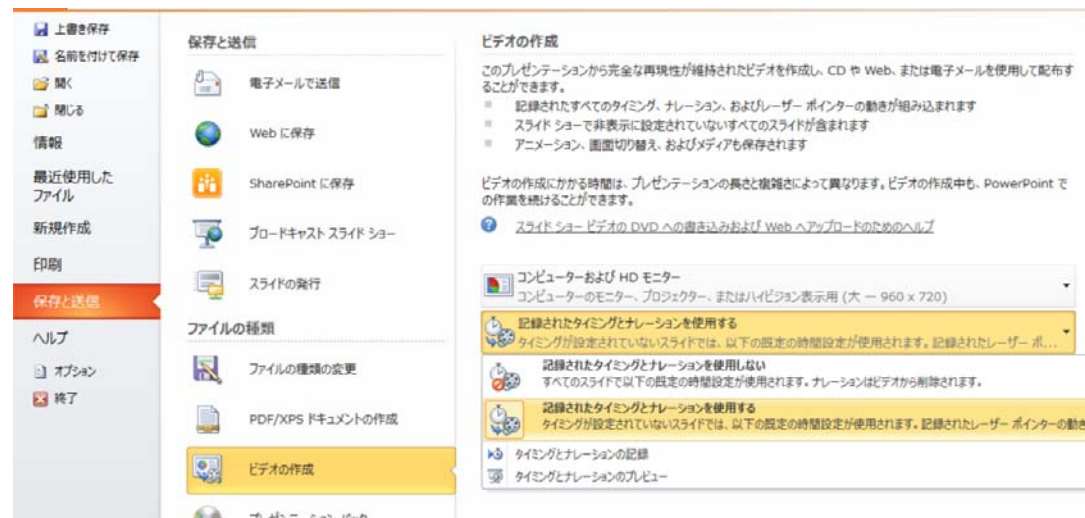 上書き保存
名前を付けて保存
開く
閉じる
情報
最近使用した
ファイル
新規作成
印刷
保存と送信
ヘルプ
オプション
終了
保存と送信
電子メールで送信
Web に保存
SharePoint に保存
ブロードキャスト スライド ショー
スライドの発行
ファイルの種類
ファイルの種類の変更
PDF/XPS ドキュメントの作成
ビデオの作成
ビデオの作成
このプレゼンテーションから完全な再現性が維持されたビデオを作成し、CD や Web、または電子メールを使用して配布す
ることができます。
記録されたすべてのタイミング、ナレーション、およびレーザー ポインターの動きが組み込まれます
スライド ショーで非表示に設定されていないすべてのスライドが含まれます
アニメーション、画面切り替え、およびメディアも保存されます
ビデオの作成にかかる時間は、プレゼンテーションの長さと複雑さによって異なります。ビデオの作成中も、PowerPoint で
の作業を続けることができます。
スライド ショー ビデオの DVD への書き込みおよび Web へアップロードのためのヘルプ
コンピューターおよび HD モニター
コンピューターのモニター、プロジェクター、またはハイビジョン表示用 (大 - 960 x 720)
記録されたタイミングとナレーションを使用する
タイミングが設定されていないスライドでは、以下の既定の時間設定が使用されます。記録されたレーザー ポ...
記録されたタイミングとナレーションを使用しない
すべてのスライドで以下の既定の時間設定が使用されます。ナレーションはビデオから削除されます。
記録されたタイミングとナレーションを使用する
タイミングが設定されていないスライドでは、以下の既定の時間設定が使用されます。記録されたレーザー ポインターの動き
タイミングとナレーションの記録
タイミングとナレーションのプレビュー